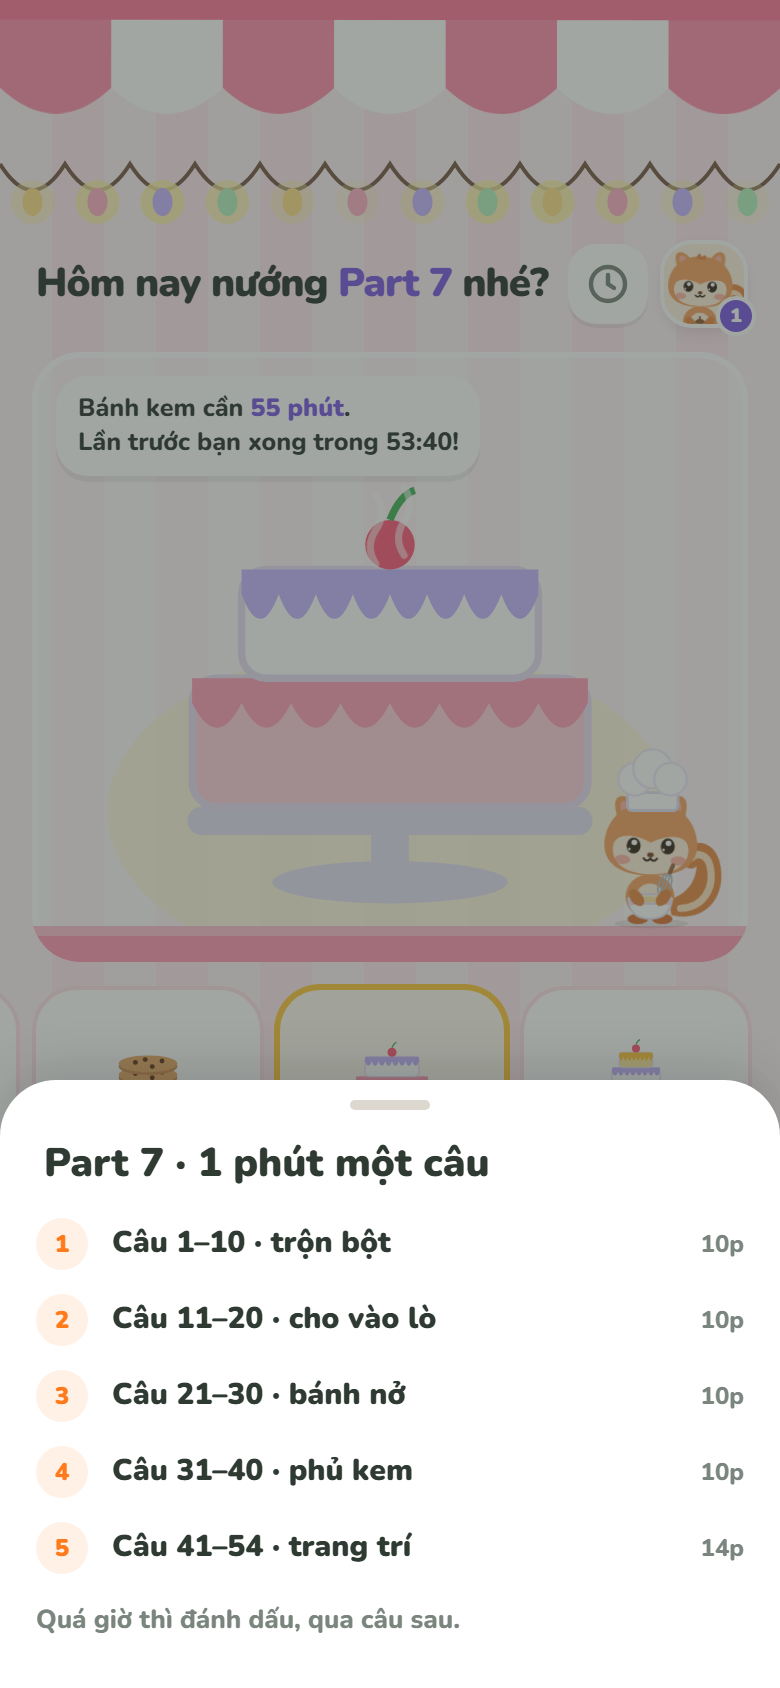 Hôm nay nướng Part 7 nhé?
1
Bánh kem cần 55 phút.
Lần trước bạn xong trong 53:40!
Part 7 · 1 phút một câu
1 Câu 1–10 · trộn bột 10p
2 Câu 11–20 · cho vào lò 10p
3 Câu 21–30 · bánh nở 10p
4 Câu 31–40 · phủ kem 10p
5 Câu 41–54 · trang trí 14p
Quá giờ thì đánh dấu, qua câu sau.